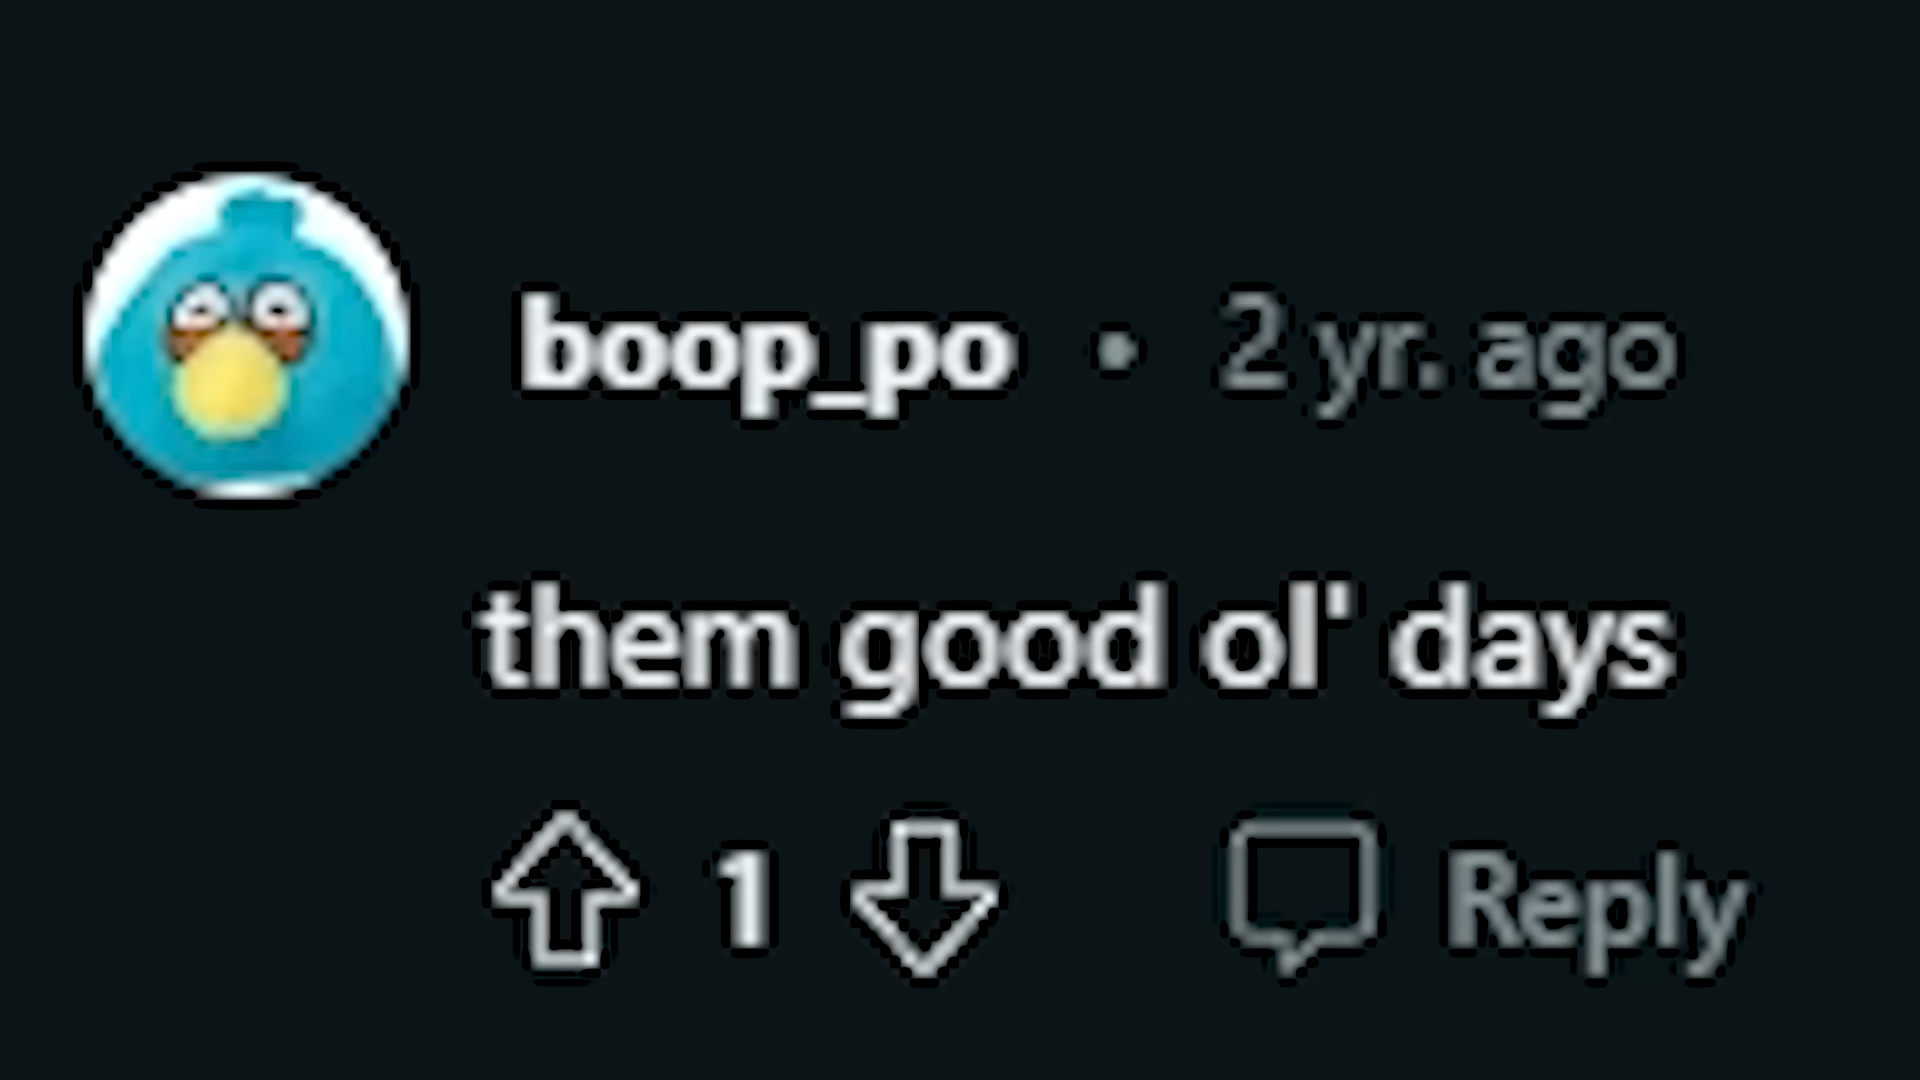 boop_po • 2 yr. ago
them good ol' days
1 Reply